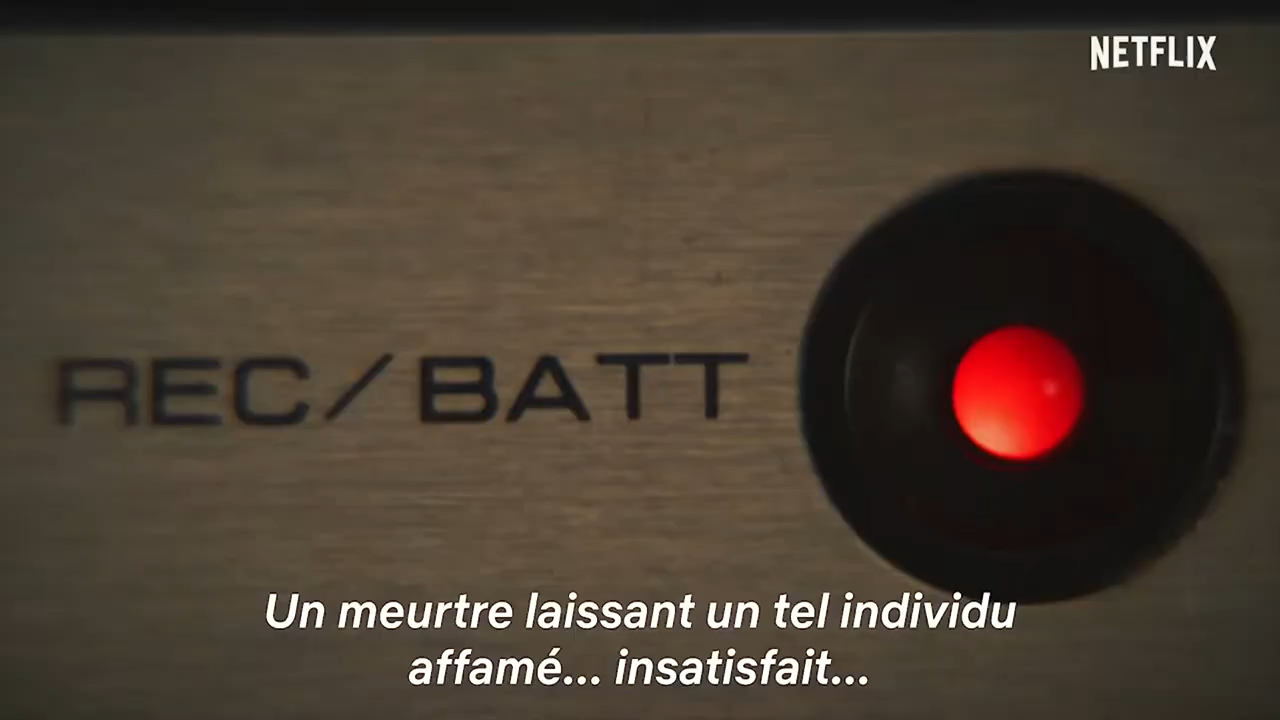 NETFLIX
REC/BATT
Un meurtre laissant un tel individu
affamé... insatisfait...